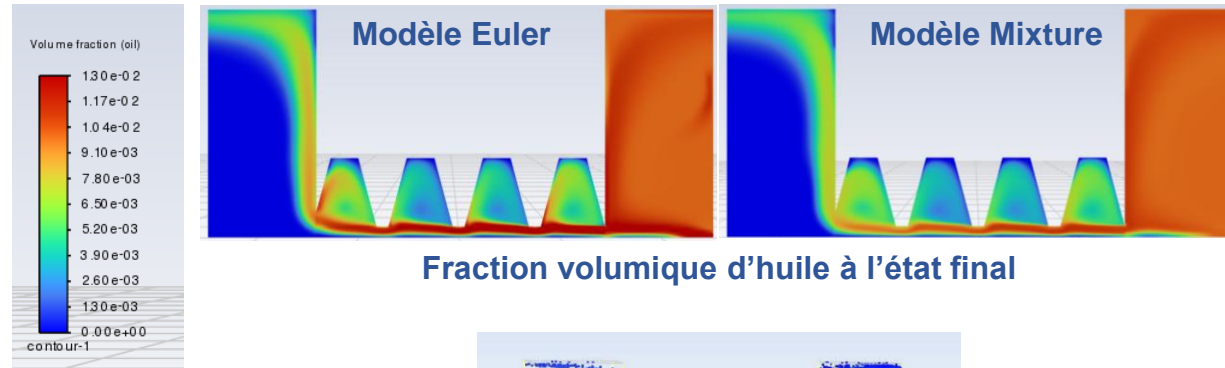 Volume fraction (oil)
1.30e-02
1.17e-02
1.04e-02
9.10e-03
7.80e-03
6.50e-03
5.20e-03
3.90e-03
2.60e-03
1.30e-03
0.00e+00
contour-1
Modèle Euler
Modèle Mixture
Fraction volumique d'huile à l'état final